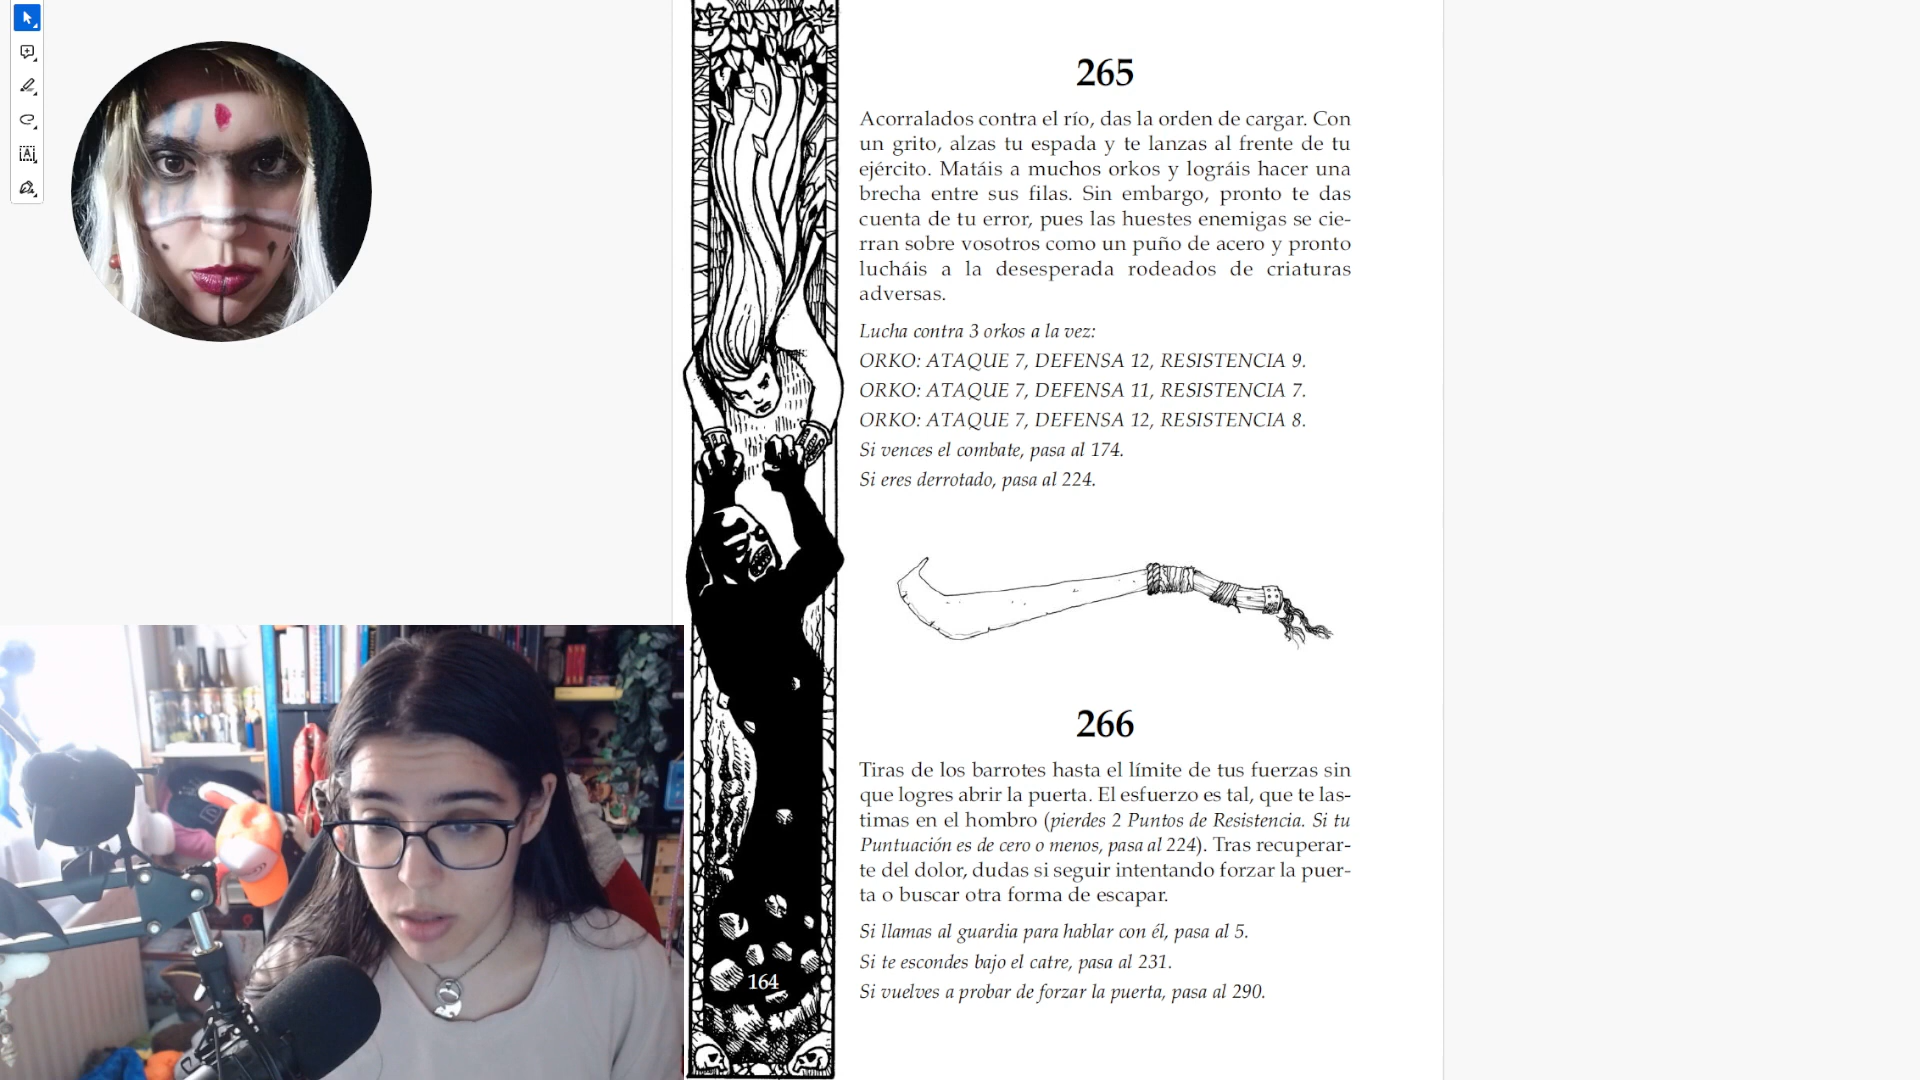 265
Acorralados contra el río, das la orden de cargar. Con
un grito, alzas tu espada y te lanzas al frente de tu
ejército. Matáis a muchos orkos y lográis hacer una
brecha entre sus filas. Sin embargo, pronto te das
cuenta de tu error, pues las huestes enemigas se cie-
rran sobre vosotros como un puño de acero y pronto
lucháis a la desesperada rodeados de criaturas
adversas.
Lucha contra 3 orkos a la vez:
ORKO: ATAQUE 7, DEFENSA 12, RESISTENCIA 9.
ORKO: ATAQUE 7, DEFENSA 11, RESISTENCIA 7.
ORKO: ATAQUE 7, DEFENSA 12, RESISTENCIA 8.
Si vences el combate, pasa al 174.
Si eres derrotado, pasa al 224.
266
Tiras de los barrotes hasta el límite de tus fuerzas sin
que logres abrir la puerta. El esfuerzo es tal, que te las-
timas en el hombro (pierdes 2 Puntos de Resistencia. Si tu
Puntuación es de cero o menos, pasa al 224). Tras recuperar-
te del dolor, dudas si seguir intentando forzar la puer-
ta o buscar otra forma de escapar.
Si llamas al guardia para hablar con él, pasa al 5.
Si te escondes bajo el catre, pasa al 231.
Si vuelves a probar de forzar la puerta, pasa al 290.
164